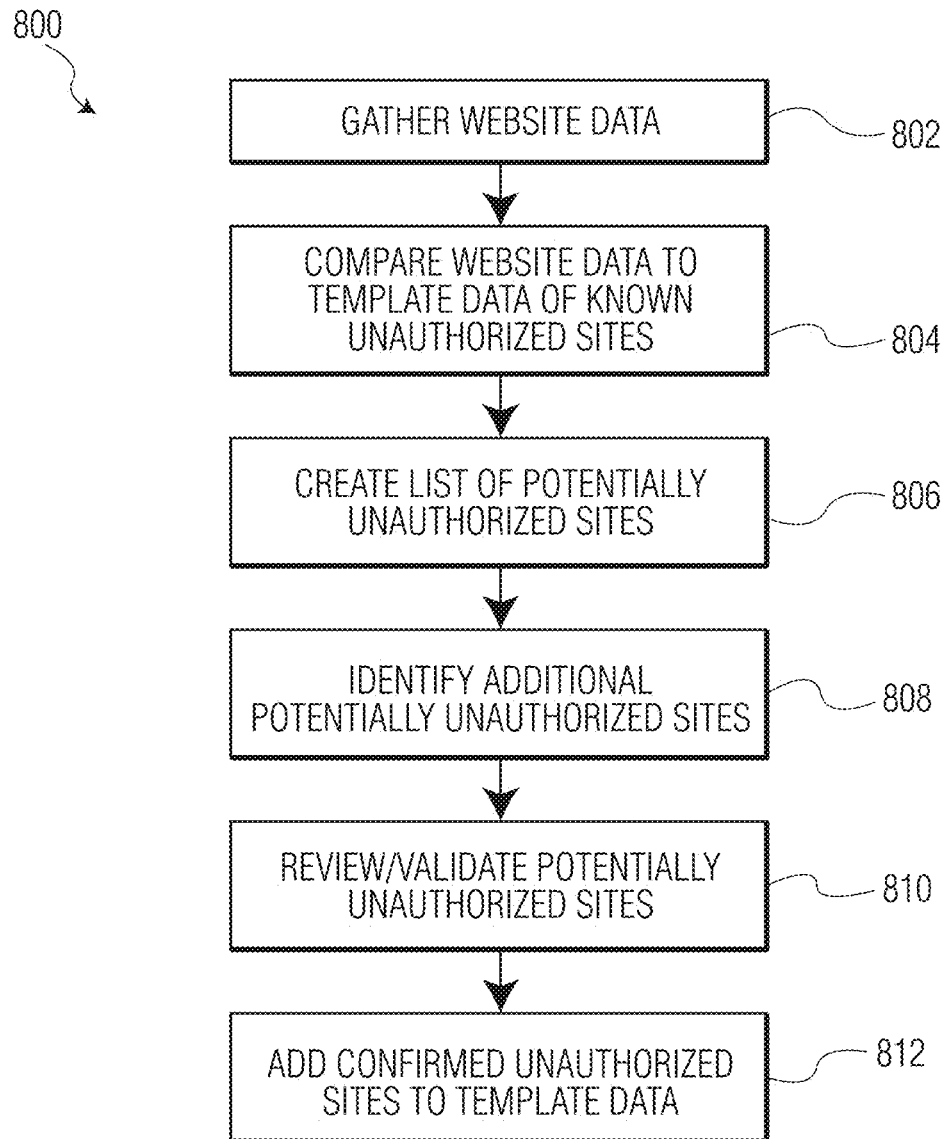 800
GATHER WEBSITE DATA
802
COMPARE WEBSITE DATA TO
TEMPLATE DATA OF KNOWN
UNAUTHORIZED SITES
804
CREATE LIST OF POTENTIALLY
UNAUTHORIZED SITES
806
IDENTIFY ADDITIONAL
POTENTIALLY UNAUTHORIZED SITES
808
REVIEW/VALIDATE POTENTIALLY
UNAUTHORIZED SITES
810
ADD CONFIRMED UNAUTHORIZED
SITES TO TEMPLATE DATA
812